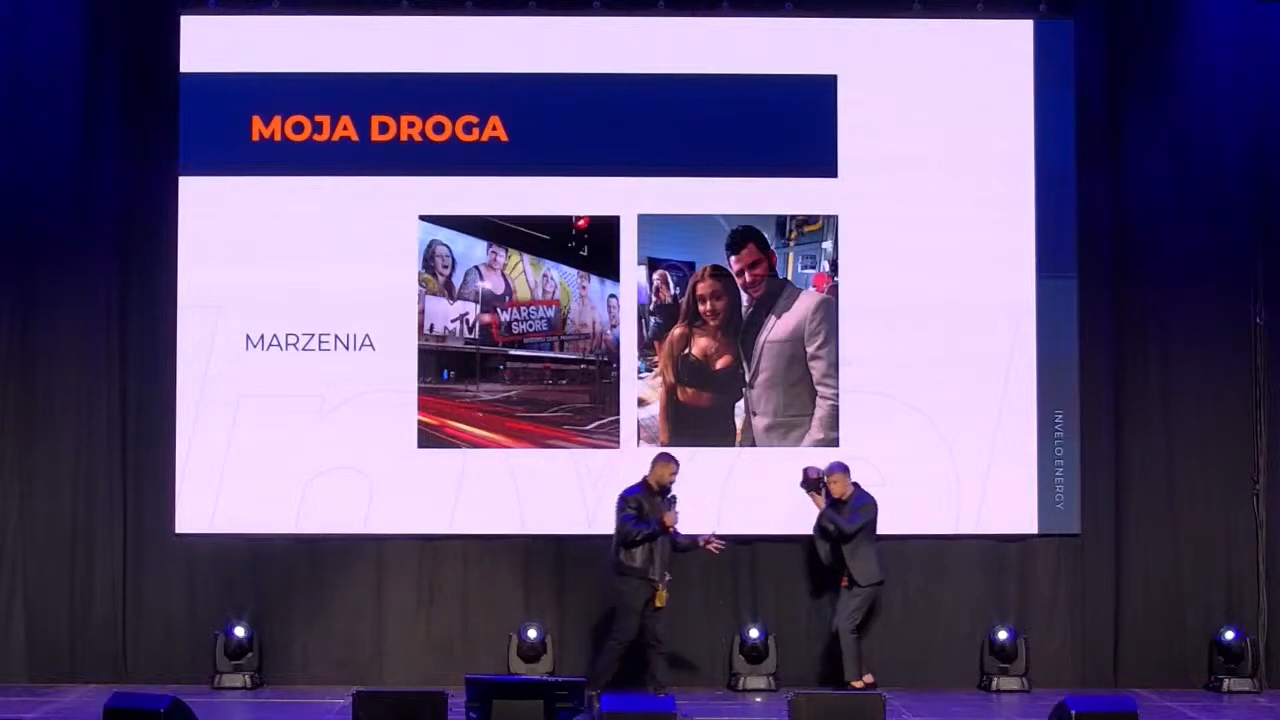 MOJA DROGA
MARZENIA
MTV
WARSAW
SHORE
INVELO.ENERGY